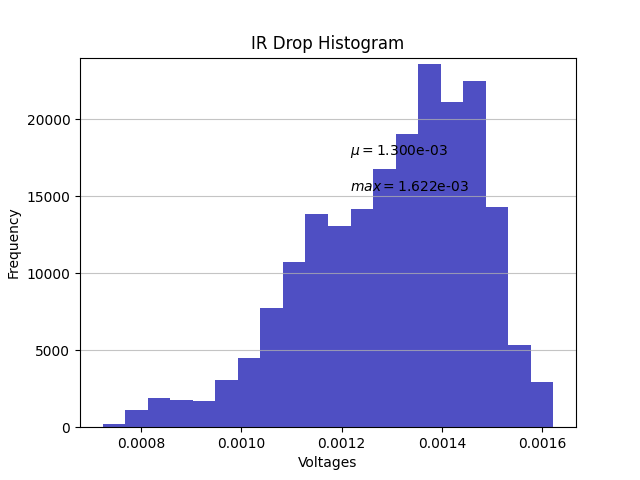 IR Drop Histogram
20000
15000
10000
5000
0
Frequency
μ = 1.300e-03
max = 1.622e-03
0.0008 0.0010 0.0012 0.0014 0.0016
Voltages